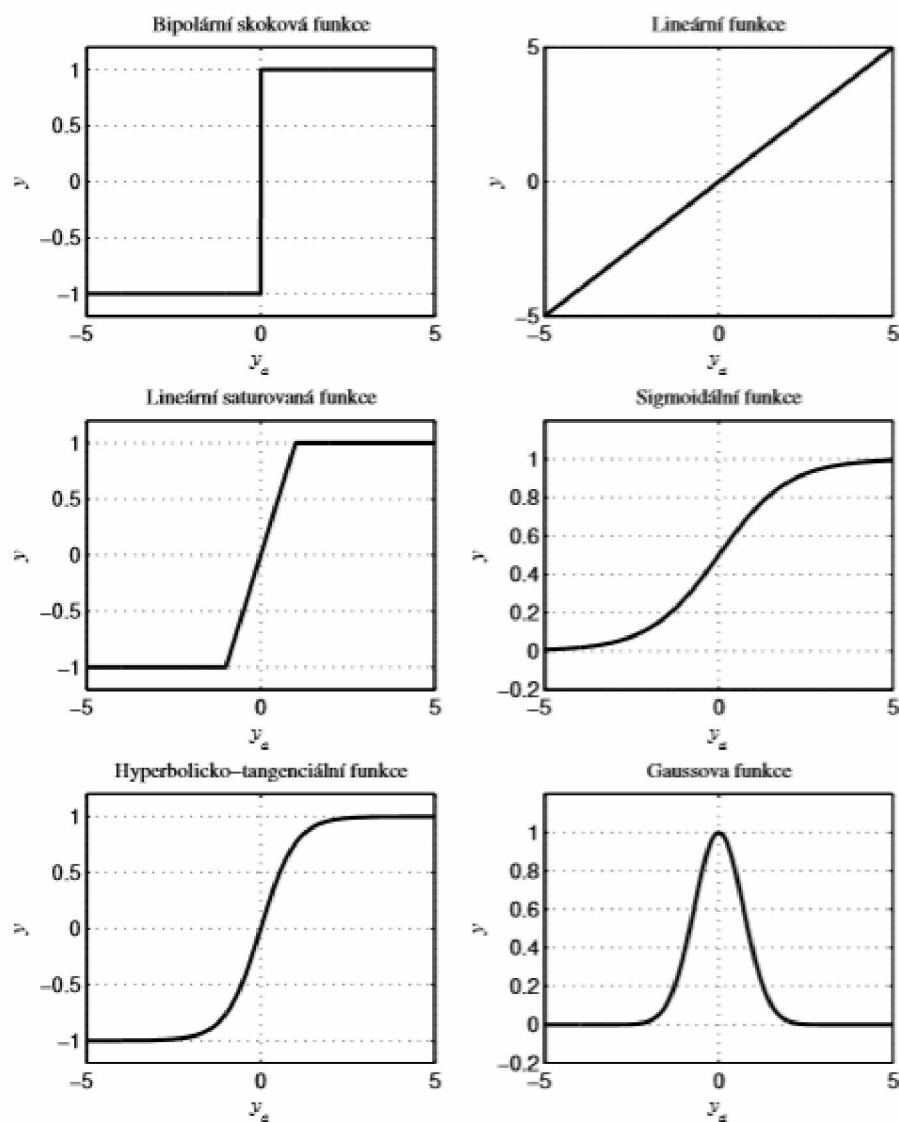 Bipolární skoková funkce
1
0.5
0
−0.5
−1
−5 0 5
y
y_a
Lineární funkce
5
0
−5
−5 0 5
y
y_a
Lineární saturovaná funkce
1
0.5
0
−0.5
−1
−5 0 5
y
y_a
Sigmoidální funkce
1
0.8
0.6
0.4
0.2
0
−0.2
−5 0 5
y
y_a
Hyperbolicko−tangenciální funkce
1
0.5
0
−0.5
−1
−5 0 5
y
y_a
Gaussova funkce
1
0.8
0.6
0.4
0.2
0
−0.2
−5 0 5
y
y_a